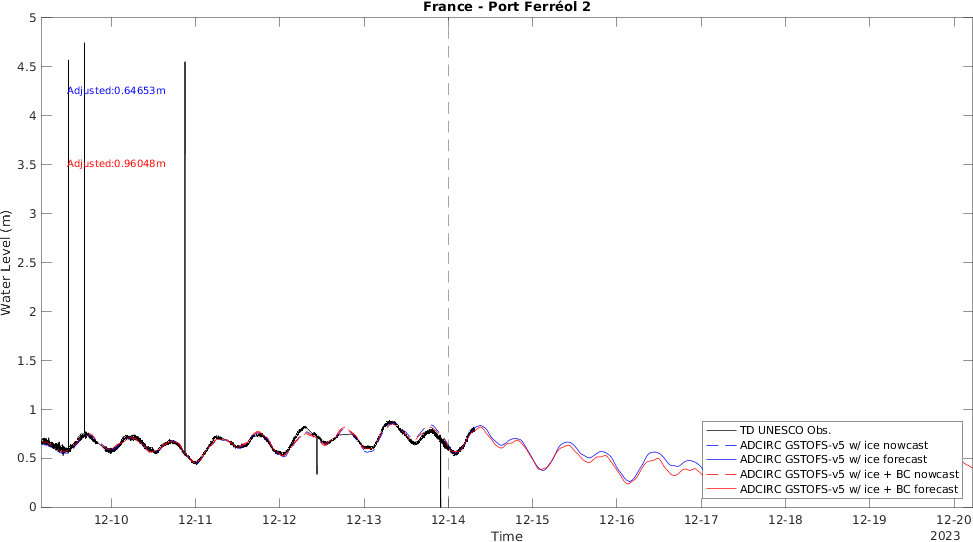 France - Port Ferréol 2
5
4.5
4
3.5
3
2.5
2
1.5
1
0.5
0
Water Level (m)
Adjusted:0.64653m
Adjusted:0.96048m
TD UNESCO Obs.
ADCIRC GSTOFS-v5 w/ ice nowcast
ADCIRC GSTOFS-v5 w/ ice forecast
ADCIRC GSTOFS-v5 w/ ice + BC nowcast
ADCIRC GSTOFS-v5 w/ ice + BC forecast
12-10 12-11 12-12 12-13 12-14 12-15 12-16 12-17 12-18 12-19 12-20
Time
2023